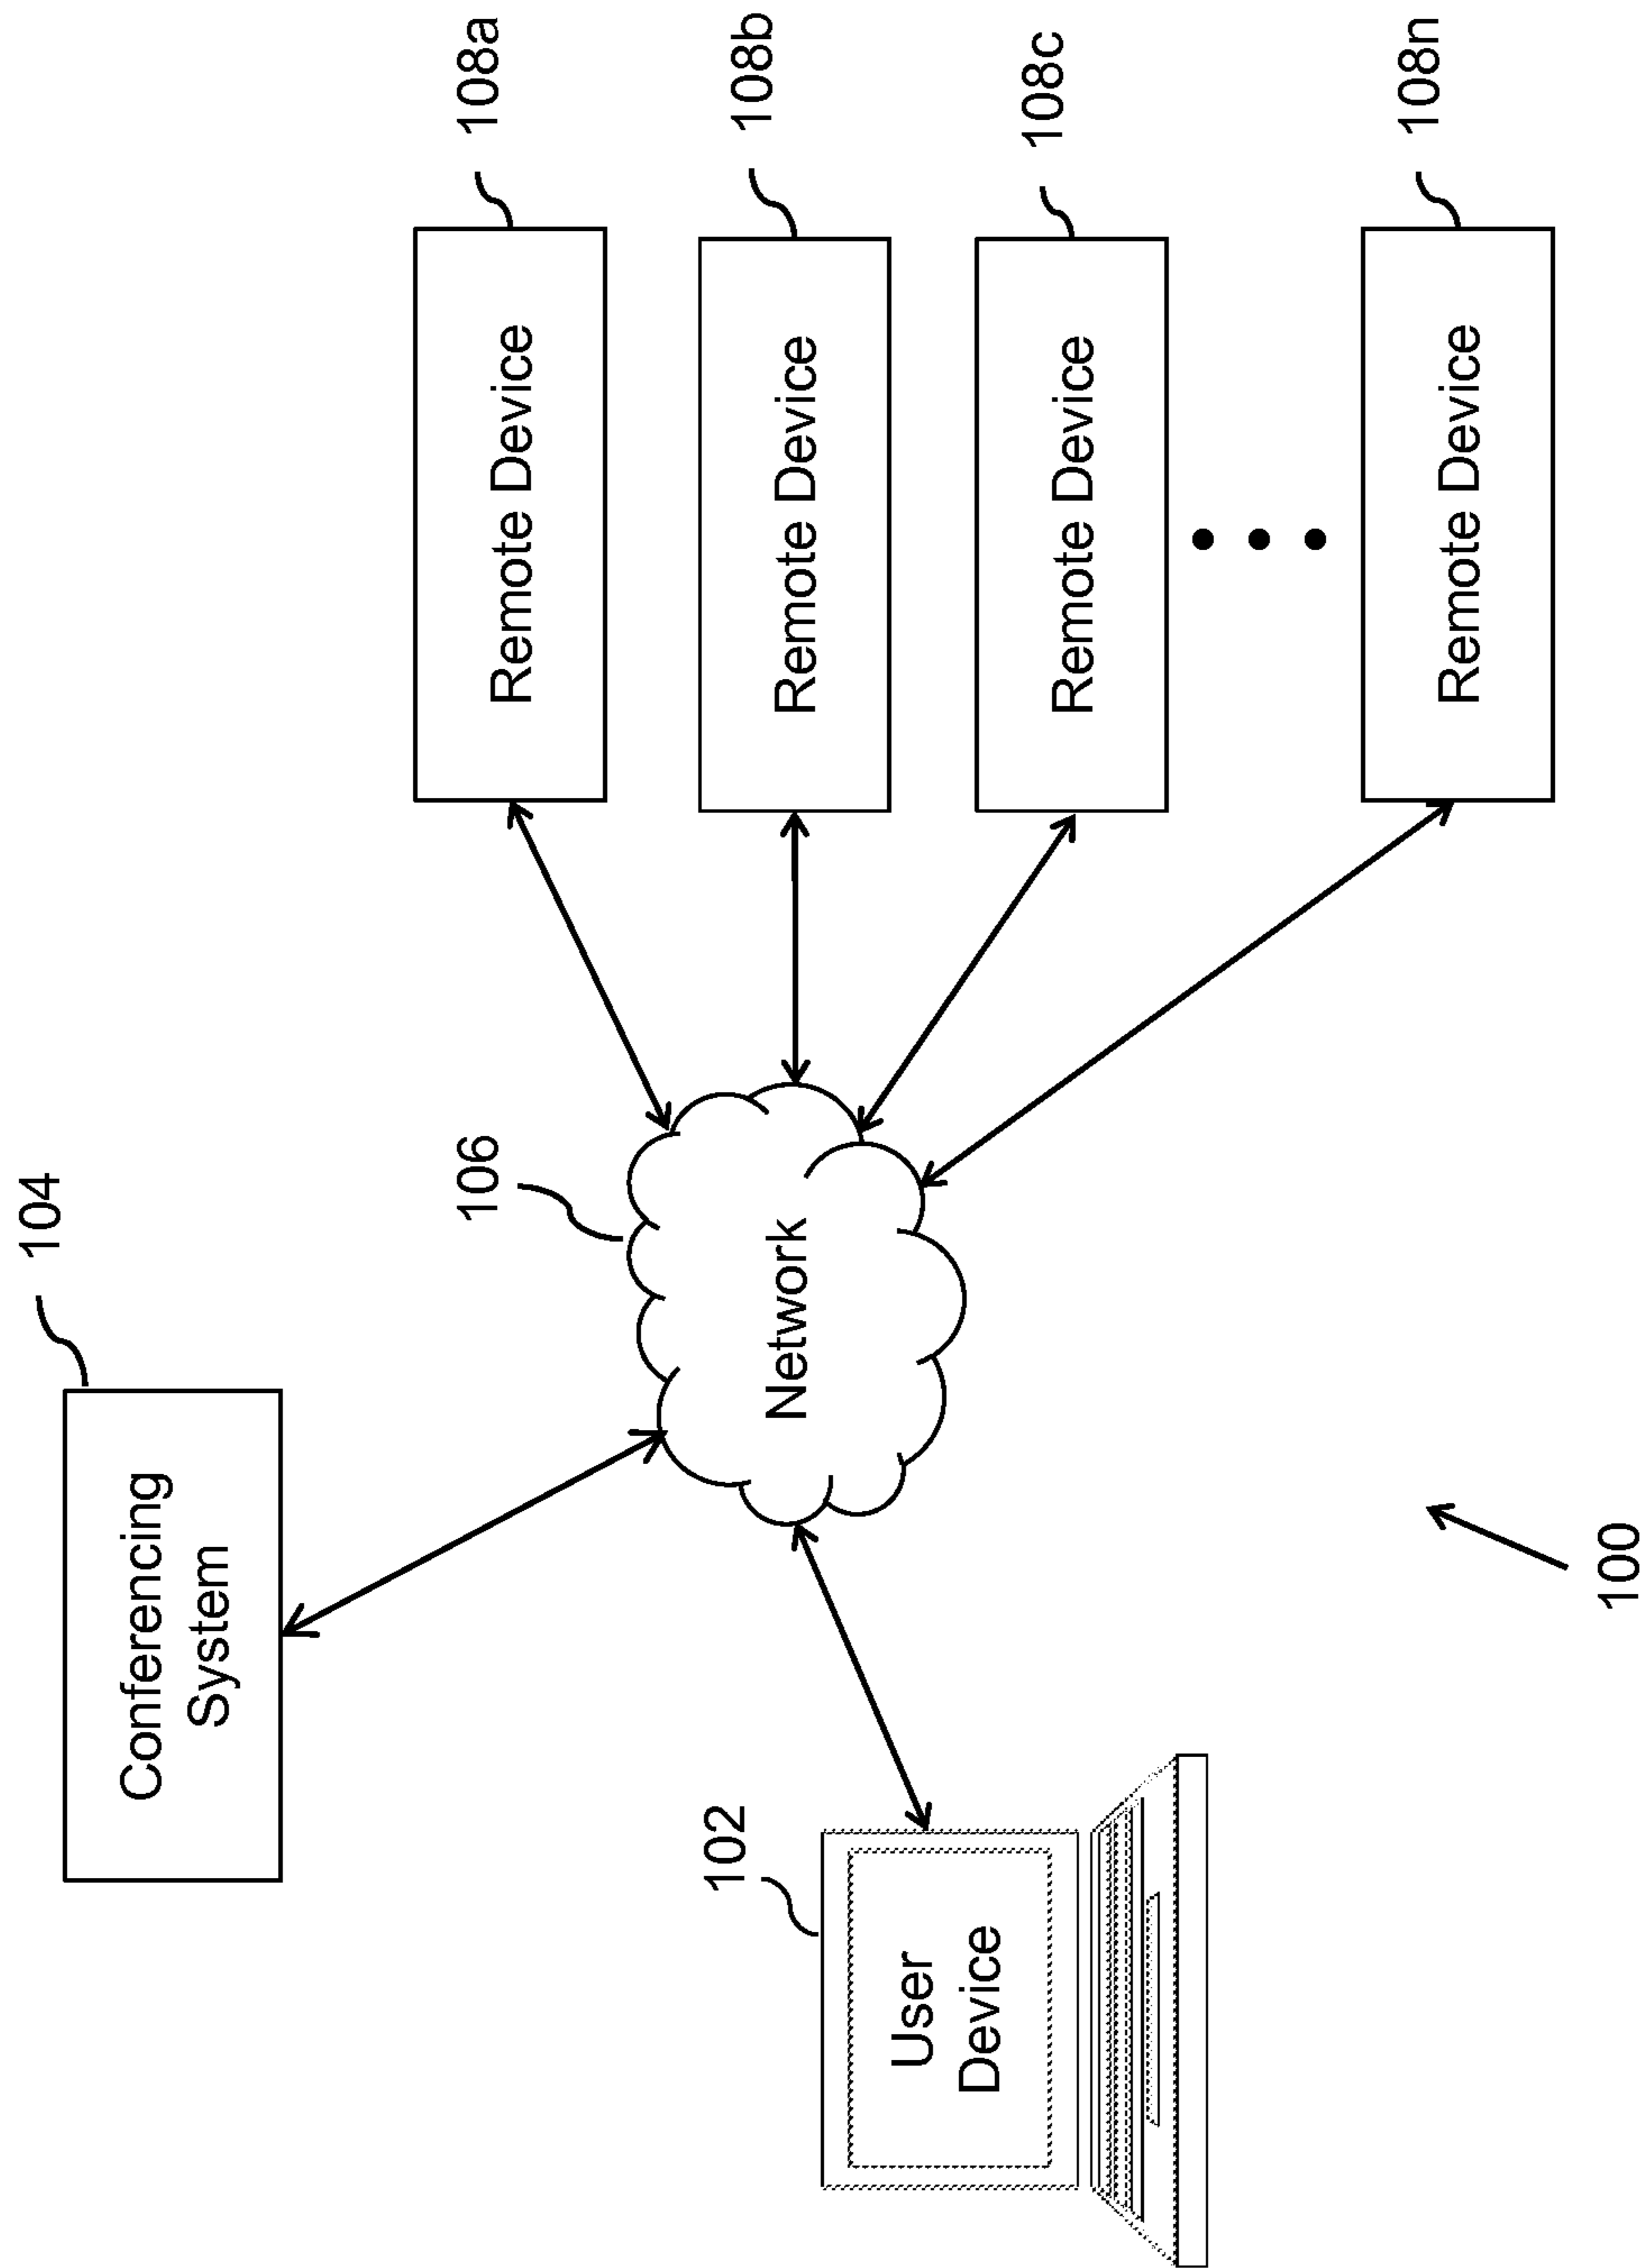 104
Conferencing
System
106
Network
102
User
Device
108a
Remote Device
108b
Remote Device
108c
Remote Device
108n
Remote Device
100